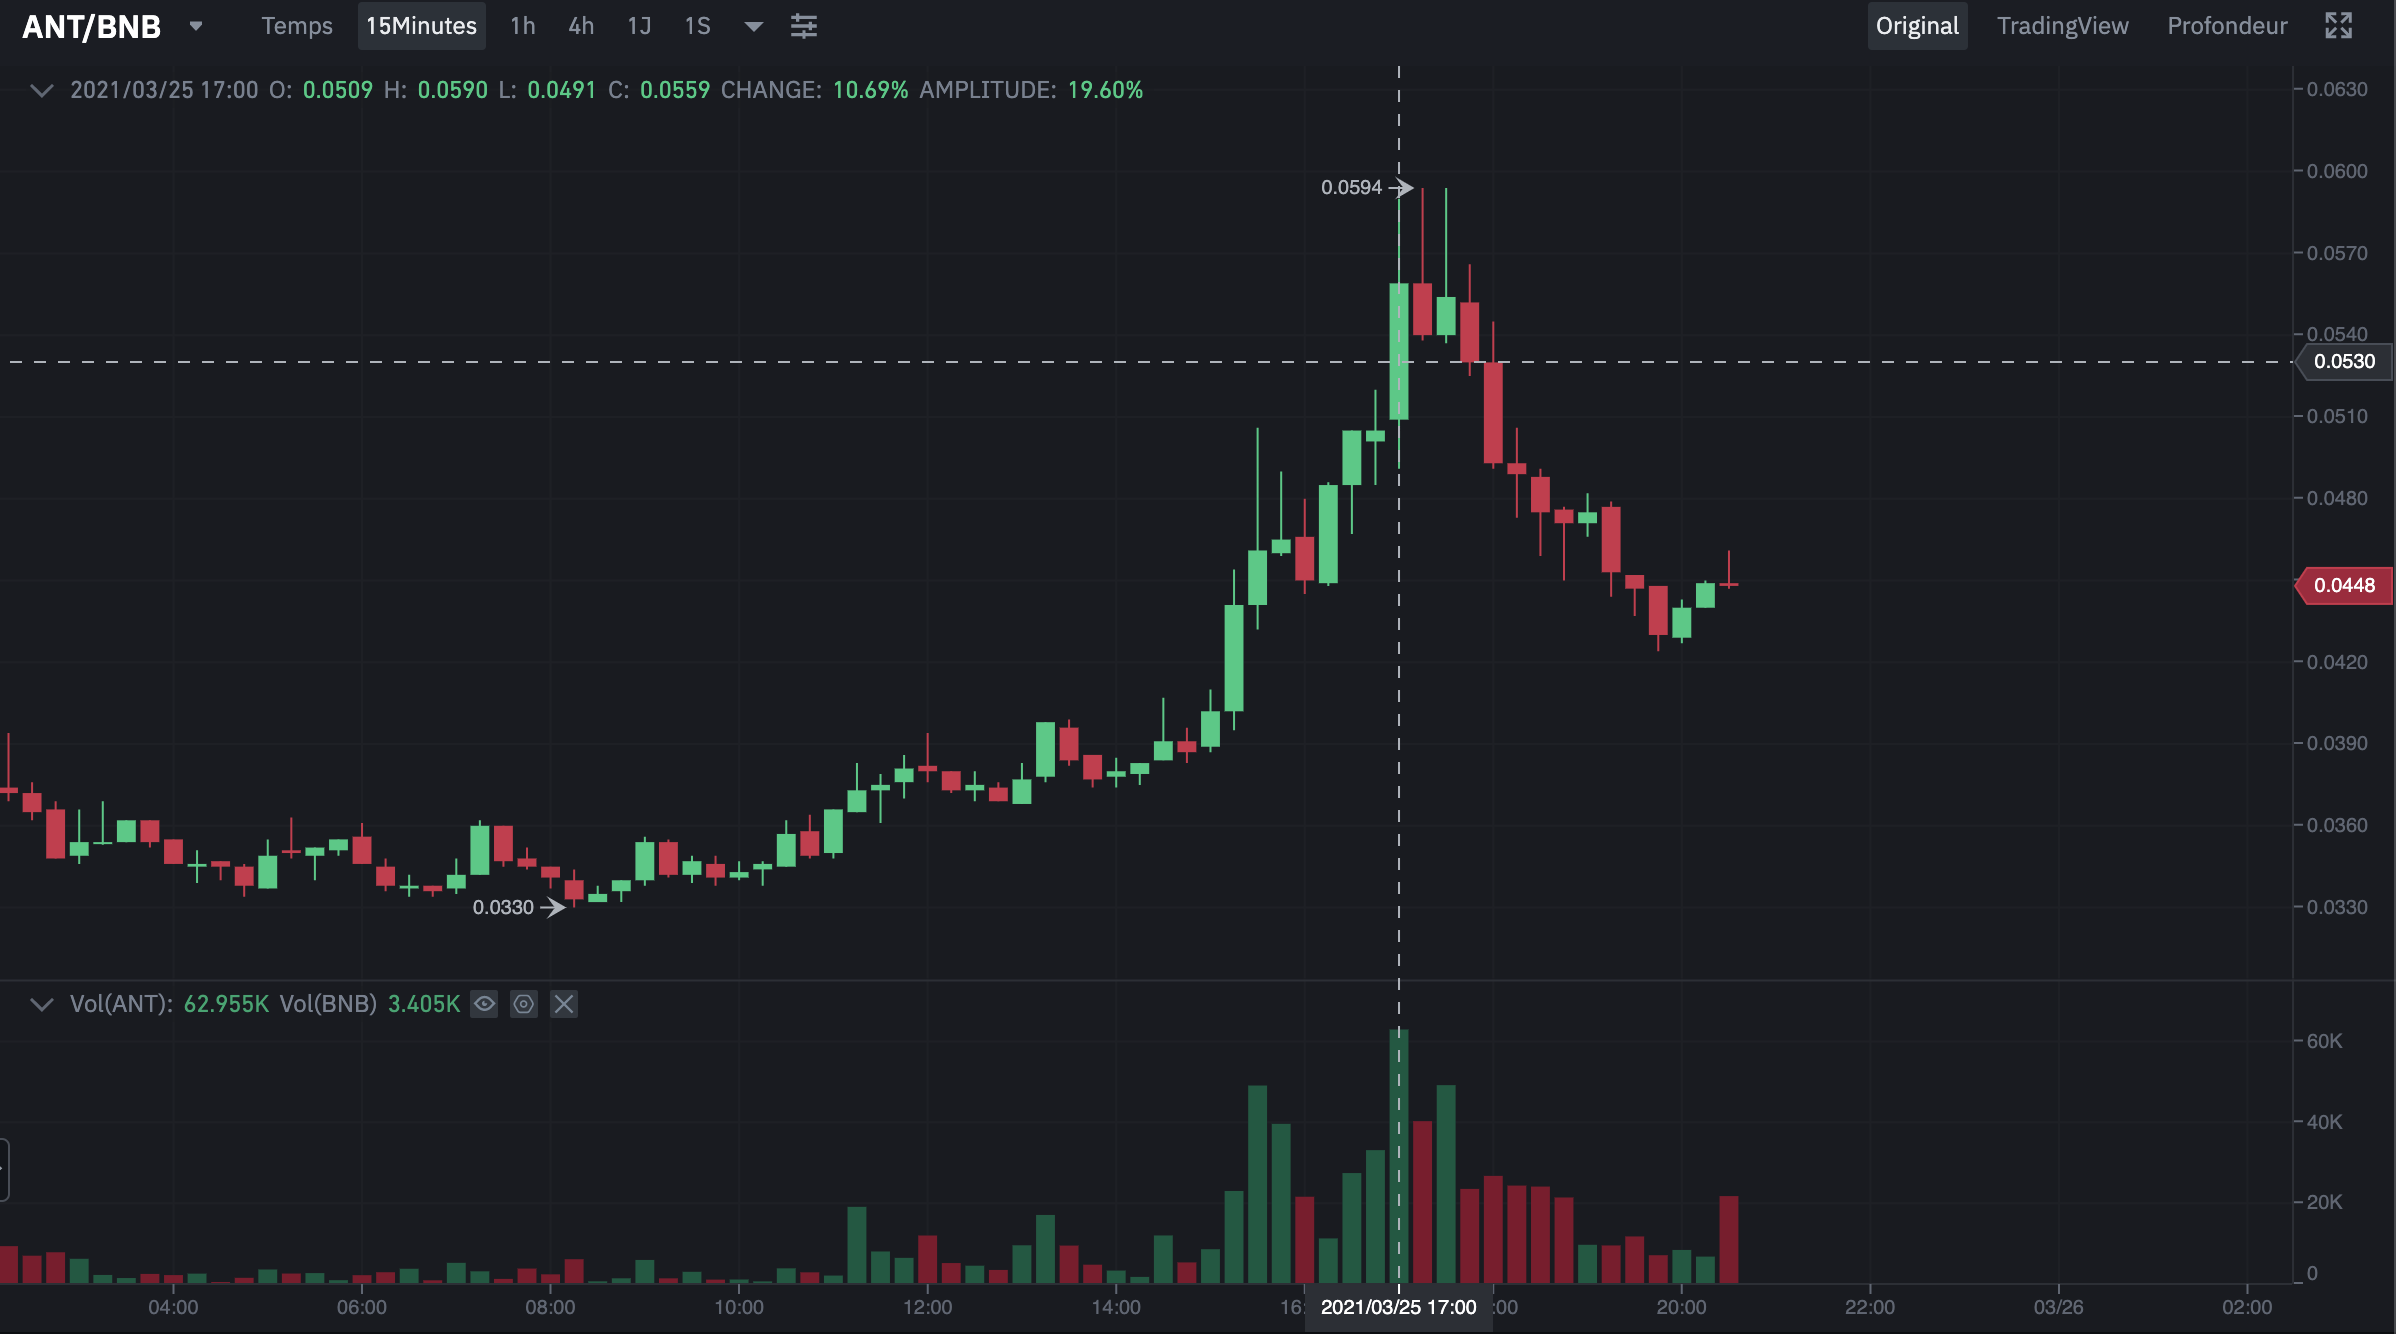 ANT/BNB Temps 15Minutes 1h 4h 1J 1S Original TradingView Profondeur
2021/03/25 17:00 O: 0.0509 H: 0.0590 L: 0.0491 C: 0.0559 CHANGE: 10.69% AMPLITUDE: 19.60%
0.0630
0.0600
0.0594
0.0570
0.0540
0.0530
0.0510
0.0480
0.0448
0.0420
0.0390
0.0360
0.0330
0.0330
Vol(ANT): 62.955K Vol(BNB) 3.405K
60K
40K
20K
0
04:00 06:00 08:00 10:00 12:00 14:00 16: 2021/03/25 17:00 :00 20:00 22:00 03/26 02:00